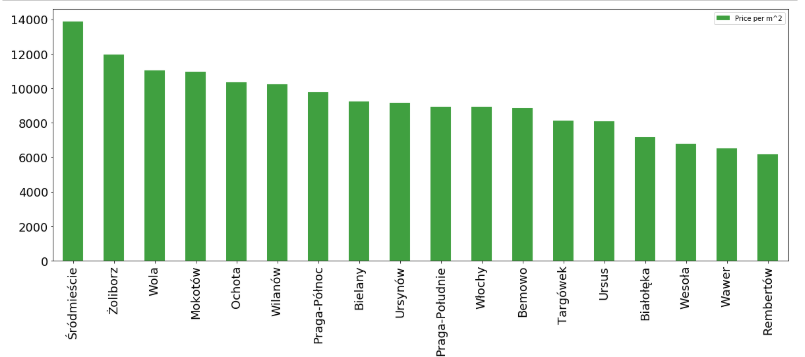 14000
12000
10000
8000
6000
4000
2000
0
Price per m^2
Śródmieście
Żoliborz
Wola
Mokotów
Ochota
Wilanów
Praga-Północ
Bielany
Ursynów
Praga-Południe
Włochy
Bemowo
Targówek
Ursus
Białołęka
Wesoła
Wawer
Rembertów